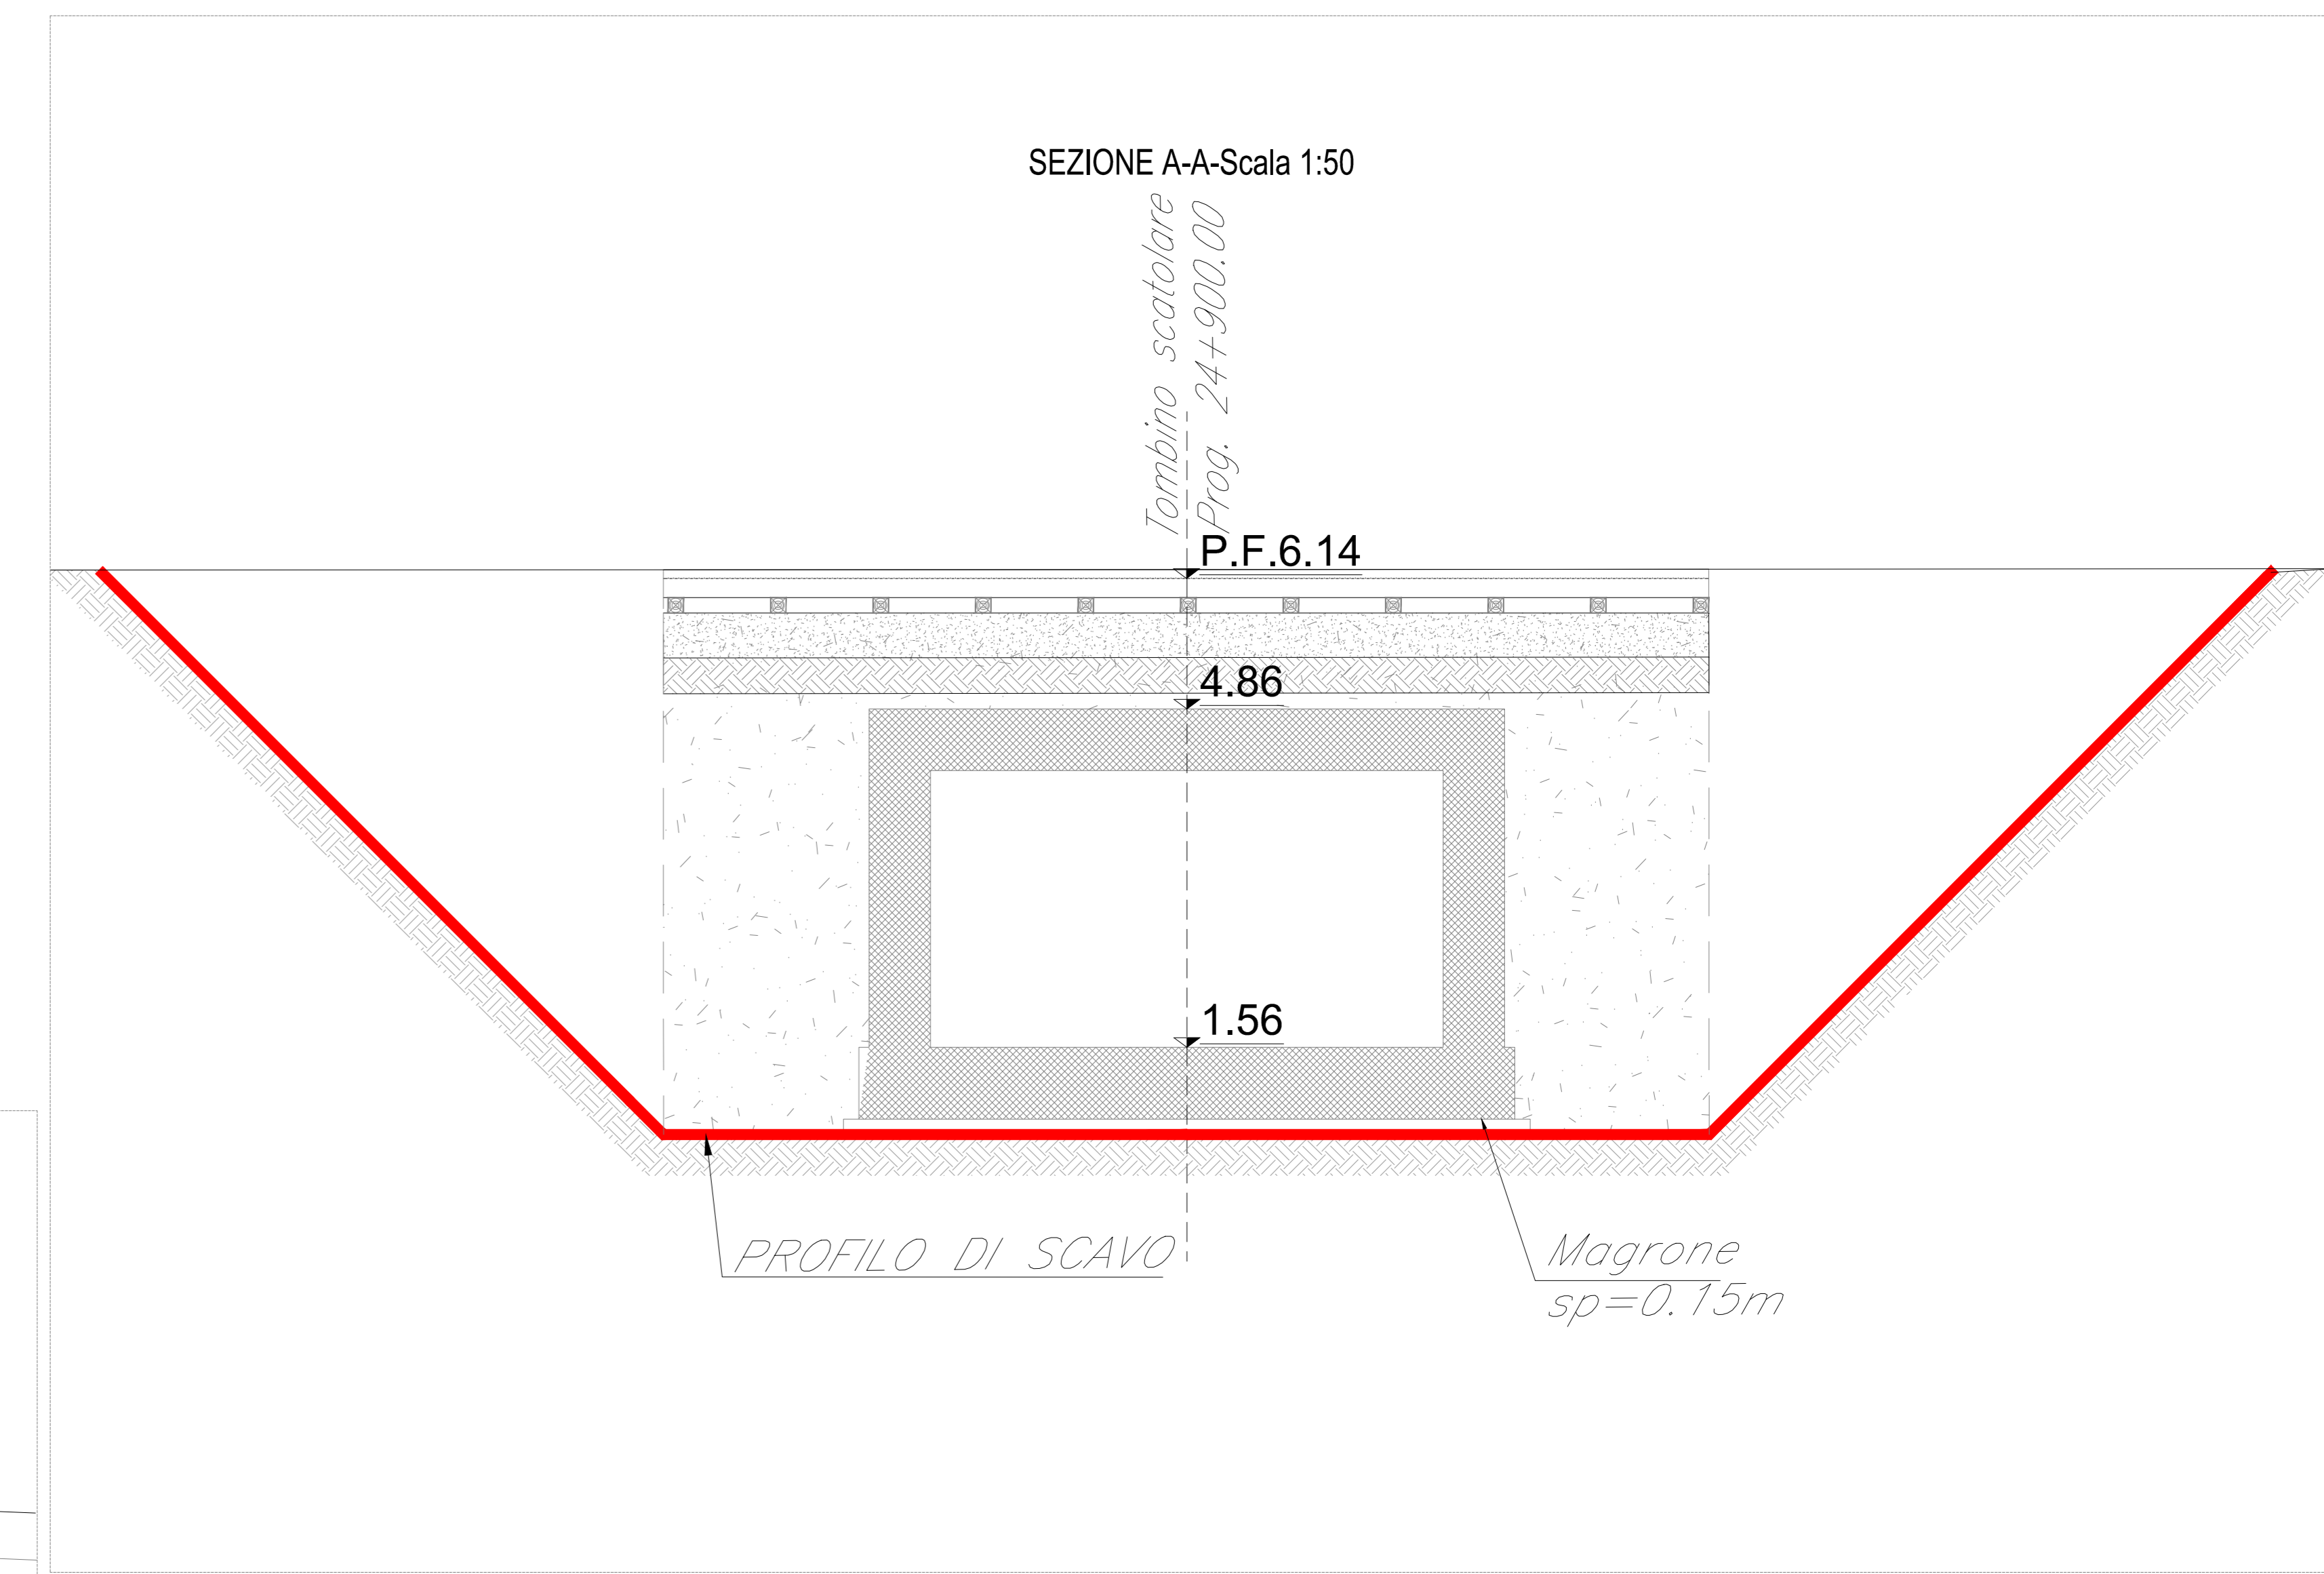 SEZIONE A-A-Scala 1:50
Tombino scatolare
Prog. 24+900.00
P.F.6.14
4.86
1.56
PROFILO DI SCAVO
Magrone
sp=0.15m